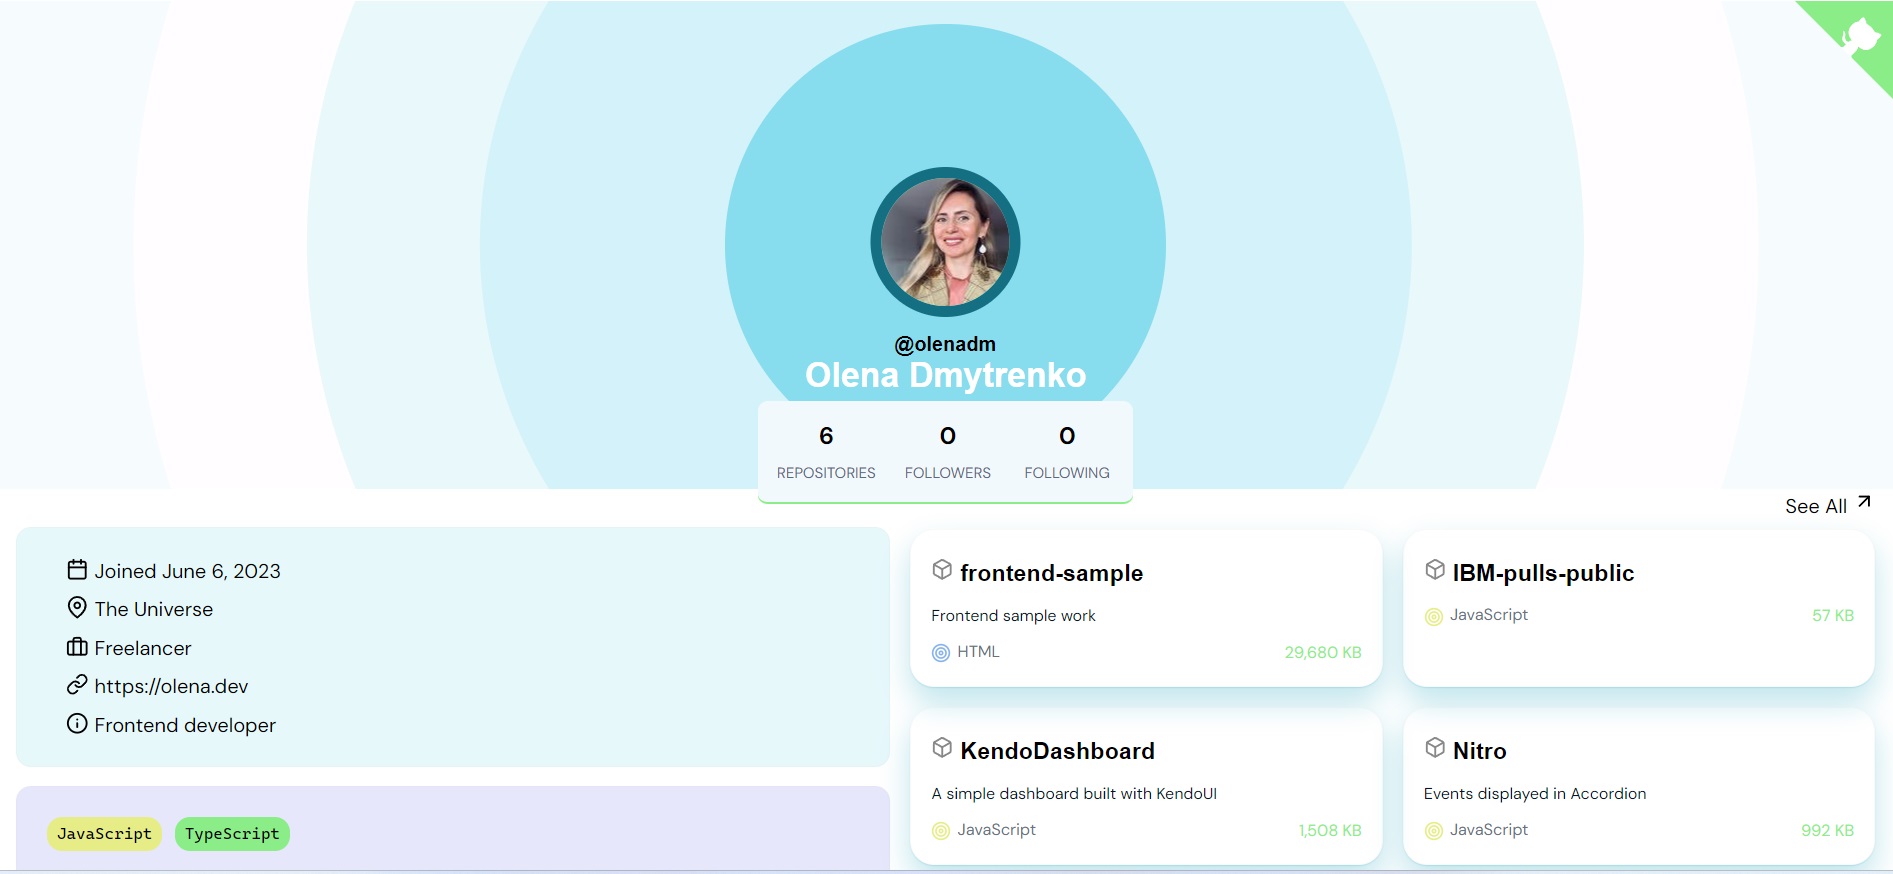 @olenadm
Olena Dmytrenko
6 0 0
REPOSITORIES FOLLOWERS FOLLOWING
See All
Joined June 6, 2023
The Universe
Freelancer
https://olena.dev
Frontend developer
JavaScript TypeScript
frontend-sample
Frontend sample work
HTML 29,680 KB
IBM-pulls-public
JavaScript 57 KB
KendoDashboard
A simple dashboard built with KendoUI
JavaScript 1,508 KB
Nitro
Events displayed in Accordion
JavaScript 992 KB